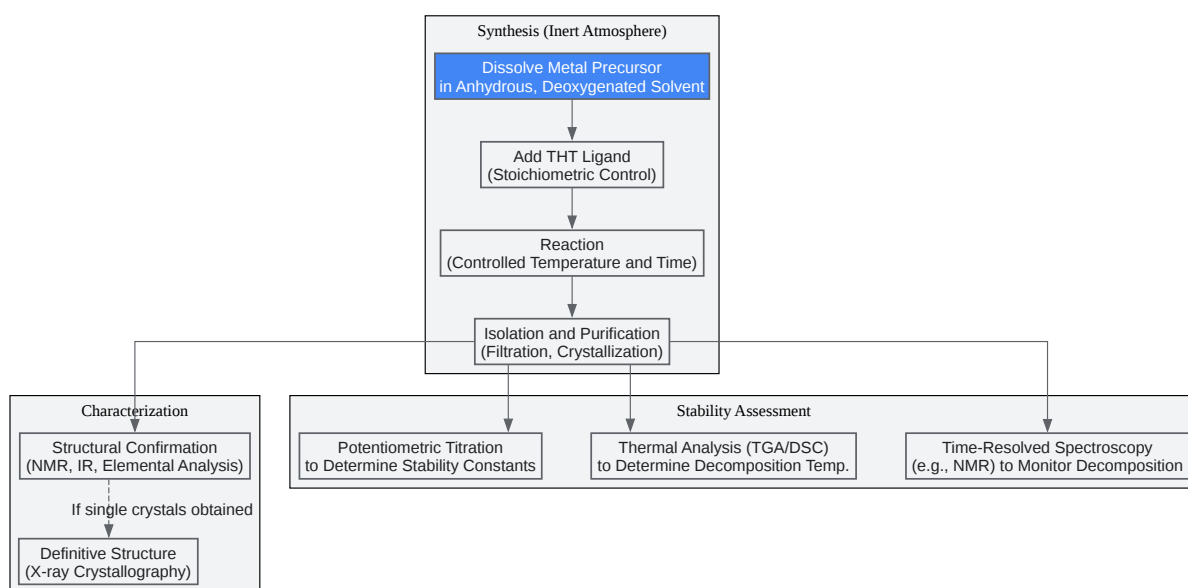 Synthesis (Inert Atmosphere)
Dissolve Metal Precursor
in Anhydrous, Deoxygenated Solvent
Add THT Ligand
(Stoichiometric Control)
Reaction
(Controlled Temperature and Time)
Isolation and Purification
(Filtration, Crystallization)
Characterization
Structural Confirmation
(NMR, IR, Elemental Analysis)
If single crystals obtained
Definitive Structure
(X-ray Crystallography)
Stability Assessment
Potentiometric Titration
to Determine Stability Constants
Thermal Analysis (TGA/DSC)
to Determine Decomposition Temp.
Time-Resolved Spectroscopy
(e.g., NMR) to Monitor Decomposition